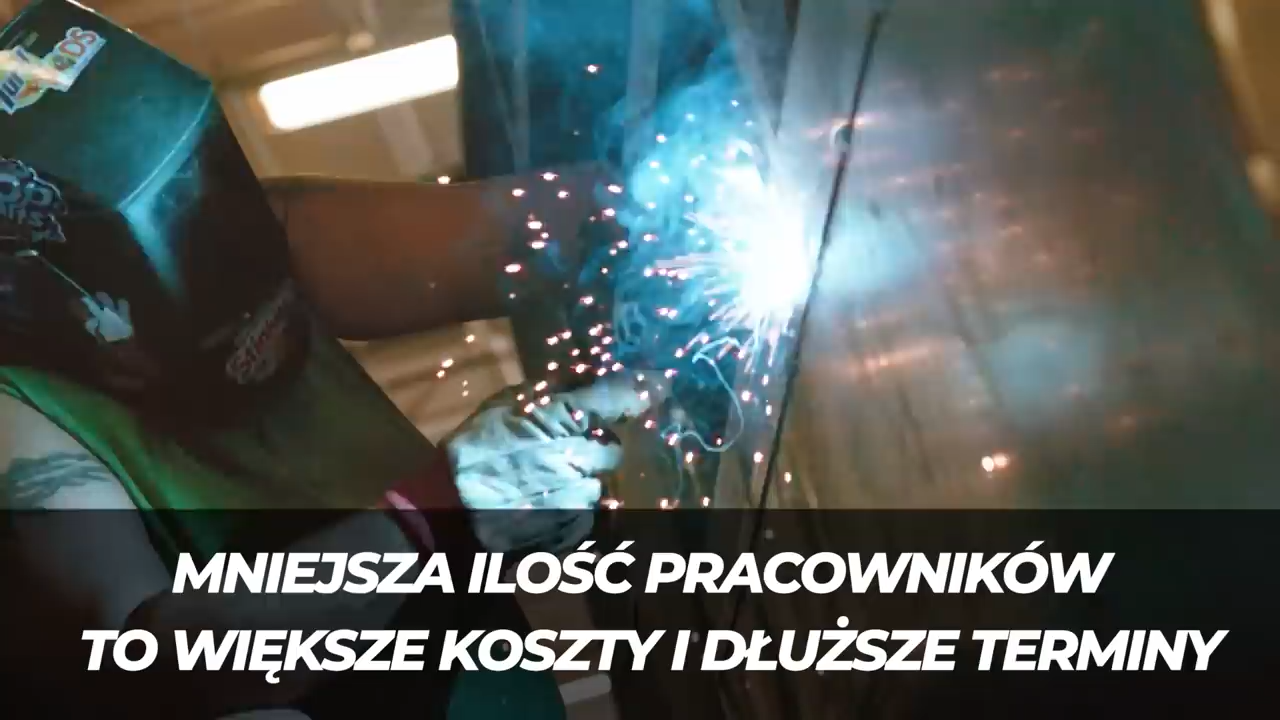 MNIEJSZA ILOŚĆ PRACOWNIKÓW
TO WIĘKSZE KOSZTY I DŁUŻSZE TERMINY